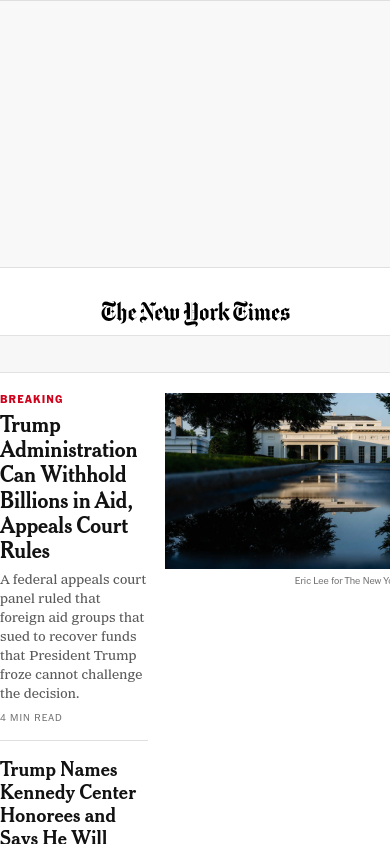 The New York Times
BREAKING
Trump
Administration
Can Withhold
Billions in Aid,
Appeals Court
Rules
A federal appeals court
panel ruled that
foreign aid groups that
sued to recover funds
that President Trump
froze cannot challenge
the decision.
4 MIN READ
Eric Lee for The New Yo
Trump Names
Kennedy Center
Honorees and
Says He Will